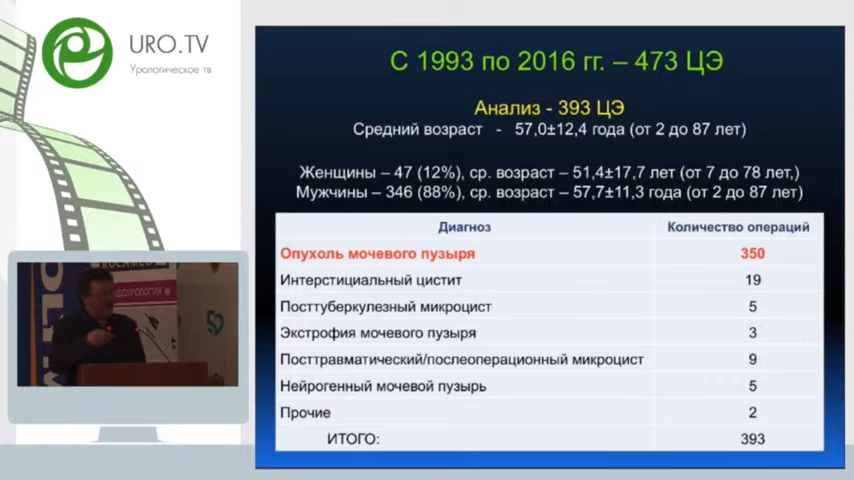 URO.TV
Урологическое тв
С 1993 по 2016 гг. – 473 ЦЭ
Анализ - 393 ЦЭ
Средний возраст - 57,0±12,4 года (от 2 до 87 лет)
Женщины – 47 (12%), ср. возраст – 51,4±17,7 лет (от 7 до 78 лет,)
Мужчины – 346 (88%), ср. возраст – 57,7±11,3 года (от 2 до 87 лет)
Диагноз Количество операций
Опухоль мочевого пузыря 350
Интерстициальный цистит 19
Посттуберкулезный микроцист 5
Экстрофия мочевого пузыря 3
Посттравматический/послеоперационный микроцист 9
Нейрогенный мочевой пузырь 5
Прочие 2
ИТОГО: 393